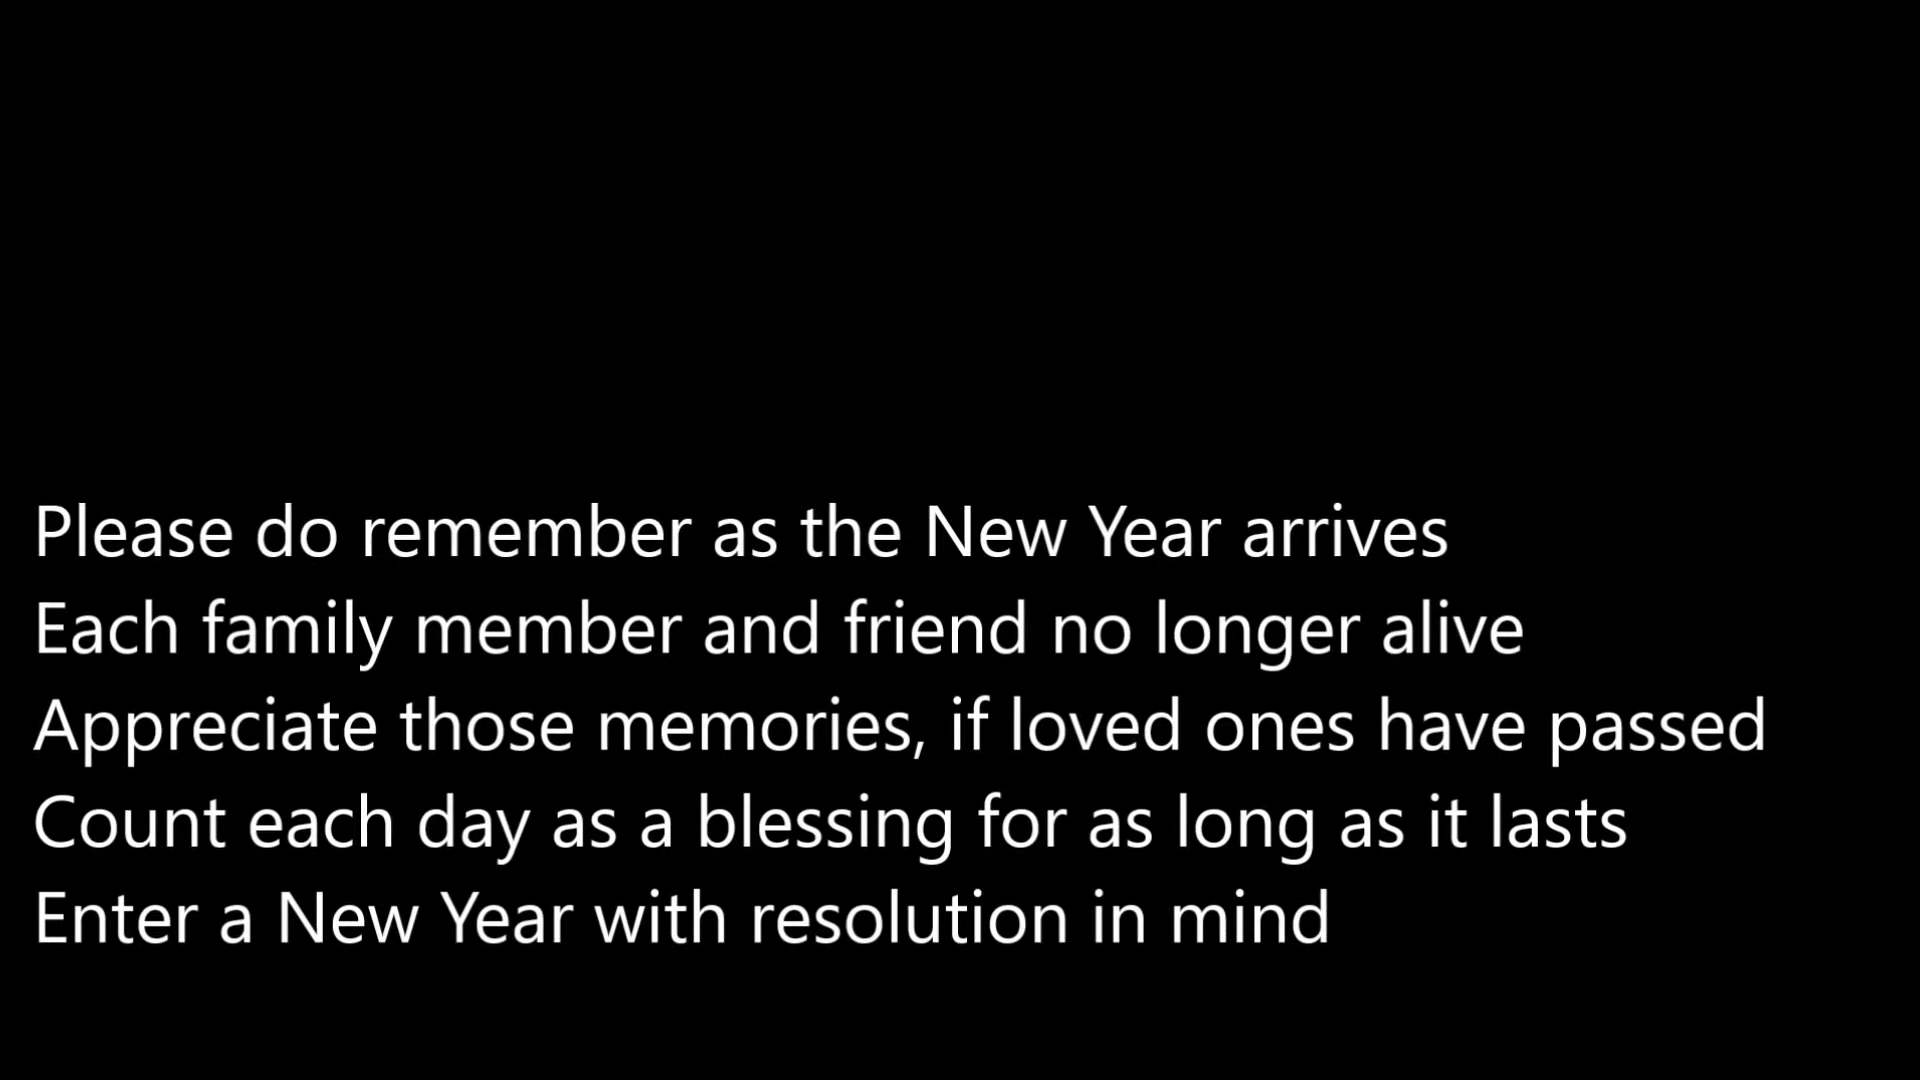 Please do remember as the New Year arrives
Each family member and friend no longer alive
Appreciate those memories, if loved ones have passed
Count each day as a blessing for as long as it lasts
Enter a New Year with resolution in mind